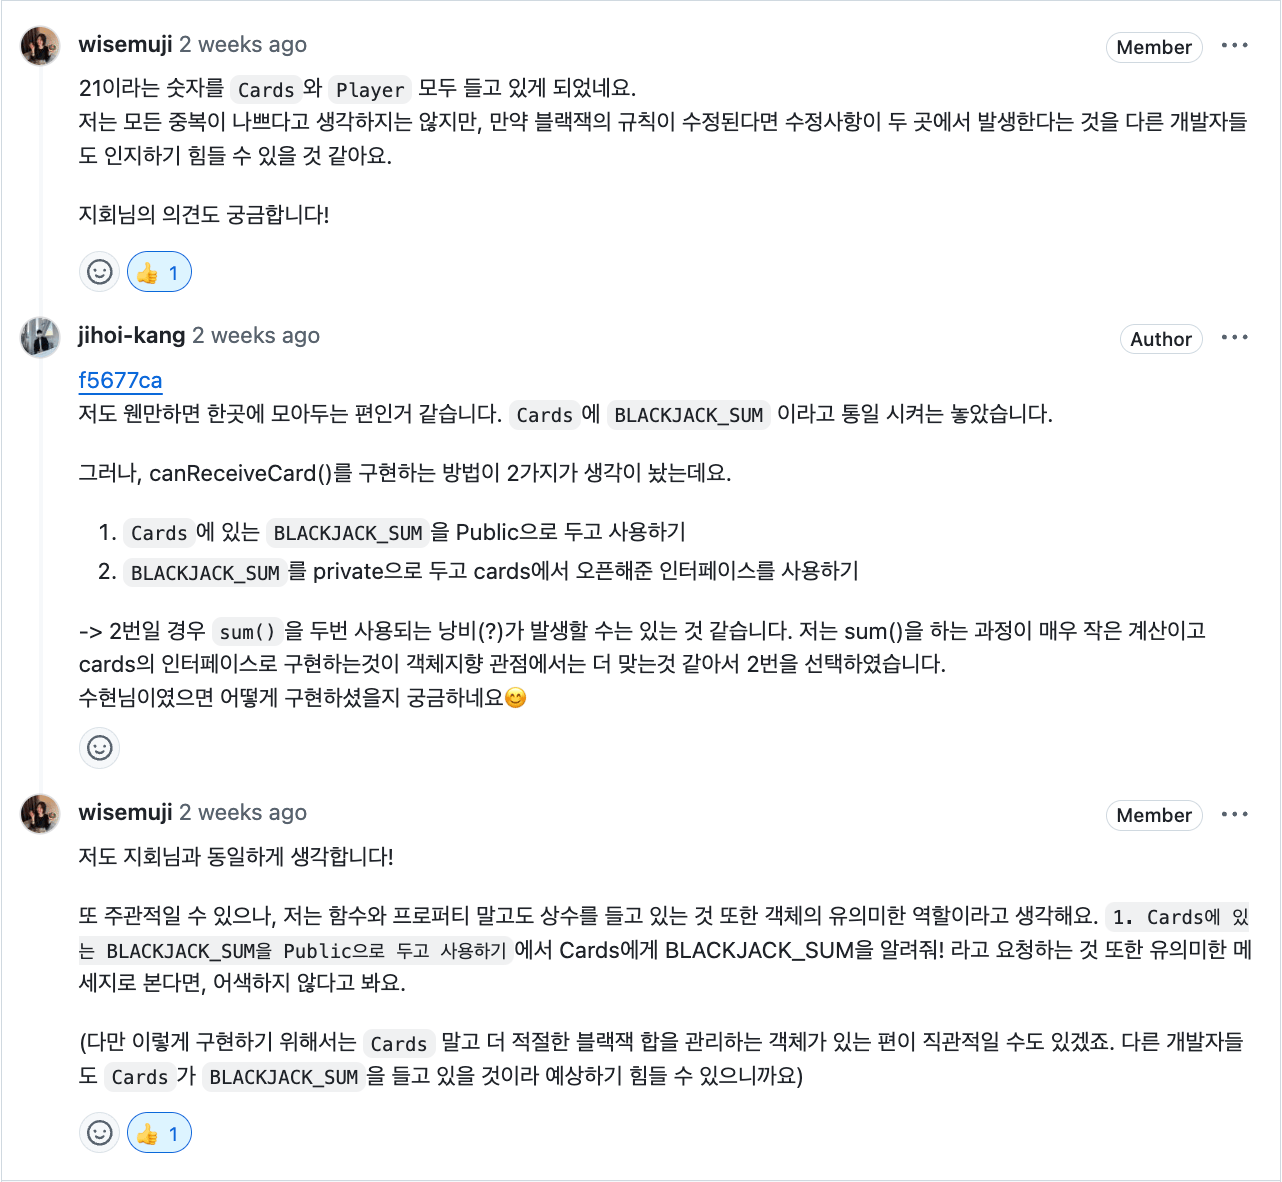 wisemuji 2 weeks ago
Member
21이라는 숫자를 Cards 와 Player 모두 들고 있게 되었네요.
저는 모든 중복이 나쁘다고 생각하지는 않지만, 만약 블랙잭의 규칙이 수정된다면 수정사항이 두 곳에서 발생한다는 것을 다른 개발자들
도 인지하기 힘들 수 있을 것 같아요.
지회님의 의견도 궁금합니다!
👍 1
jihoi-kang 2 weeks ago
Author
f5677ca
저도 웬만하면 한곳에 모아두는 편인거 같습니다. Cards 에 BLACKJACK_SUM 이라고 통일 시켜는 놓았습니다.
그러나, canReceiveCard()를 구현하는 방법이 2가지가 생각이 놨는데요.
1. Cards 에 있는 BLACKJACK_SUM 을 Public으로 두고 사용하기
2. BLACKJACK_SUM 를 private으로 두고 cards에서 오픈해준 인터페이스를 사용하기
-> 2번일 경우 sum() 을 두번 사용되는 낭비(?)가 발생할 수는 있는 것 같습니다. 저는 sum()을 하는 과정이 매우 작은 계산이고
cards의 인터페이스로 구현하는것이 객체지향 관점에서는 더 맞는것 같아서 2번을 선택하였습니다.
수현님이였으면 어떻게 구현하셨을지 궁금하네요😊
wisemuji 2 weeks ago
Member
저도 지회님과 동일하게 생각합니다!
또 주관적일 수 있으나, 저는 함수와 프로퍼티 말고도 상수를 들고 있는 것 또한 객체의 유의미한 역할이라고 생각해요. 1. Cards에 있
는 BLACKJACK_SUM을 Public으로 두고 사용하기 에서 Cards에게 BLACKJACK_SUM을 알려줘! 라고 요청하는 것 또한 유의미한 메
세지로 본다면, 어색하지 않다고 봐요.
(다만 이렇게 구현하기 위해서는 Cards 말고 더 적절한 블랙잭 합을 관리하는 객체가 있는 편이 직관적일 수도 있겠죠. 다른 개발자들
도 Cards 가 BLACKJACK_SUM 을 들고 있을 것이라 예상하기 힘들 수 있으니까요)
👍 1